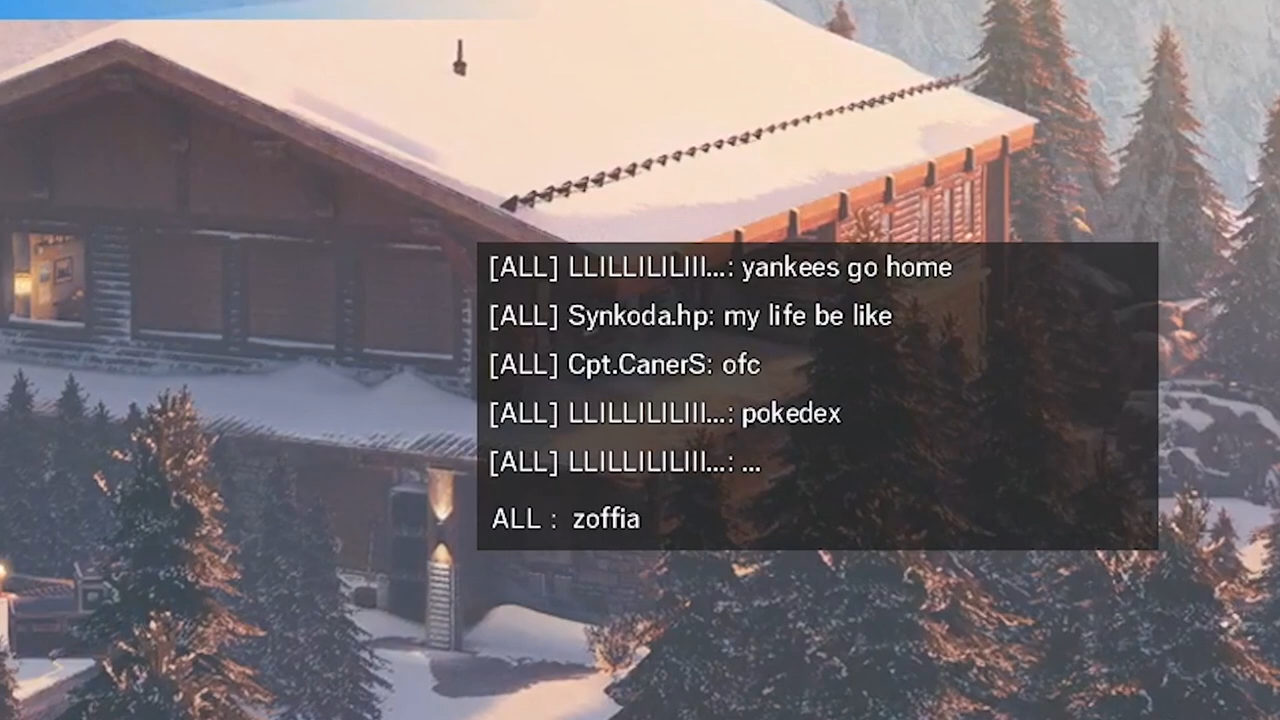 [ALL] LLILLILILIII...: yankees go home
[ALL] Synkoda.hp: my life be like
[ALL] Cpt.CanerS: ofc
[ALL] LLILLILILIII...: pokedex
[ALL] LLILLILILIII...: ...
ALL : zoffia